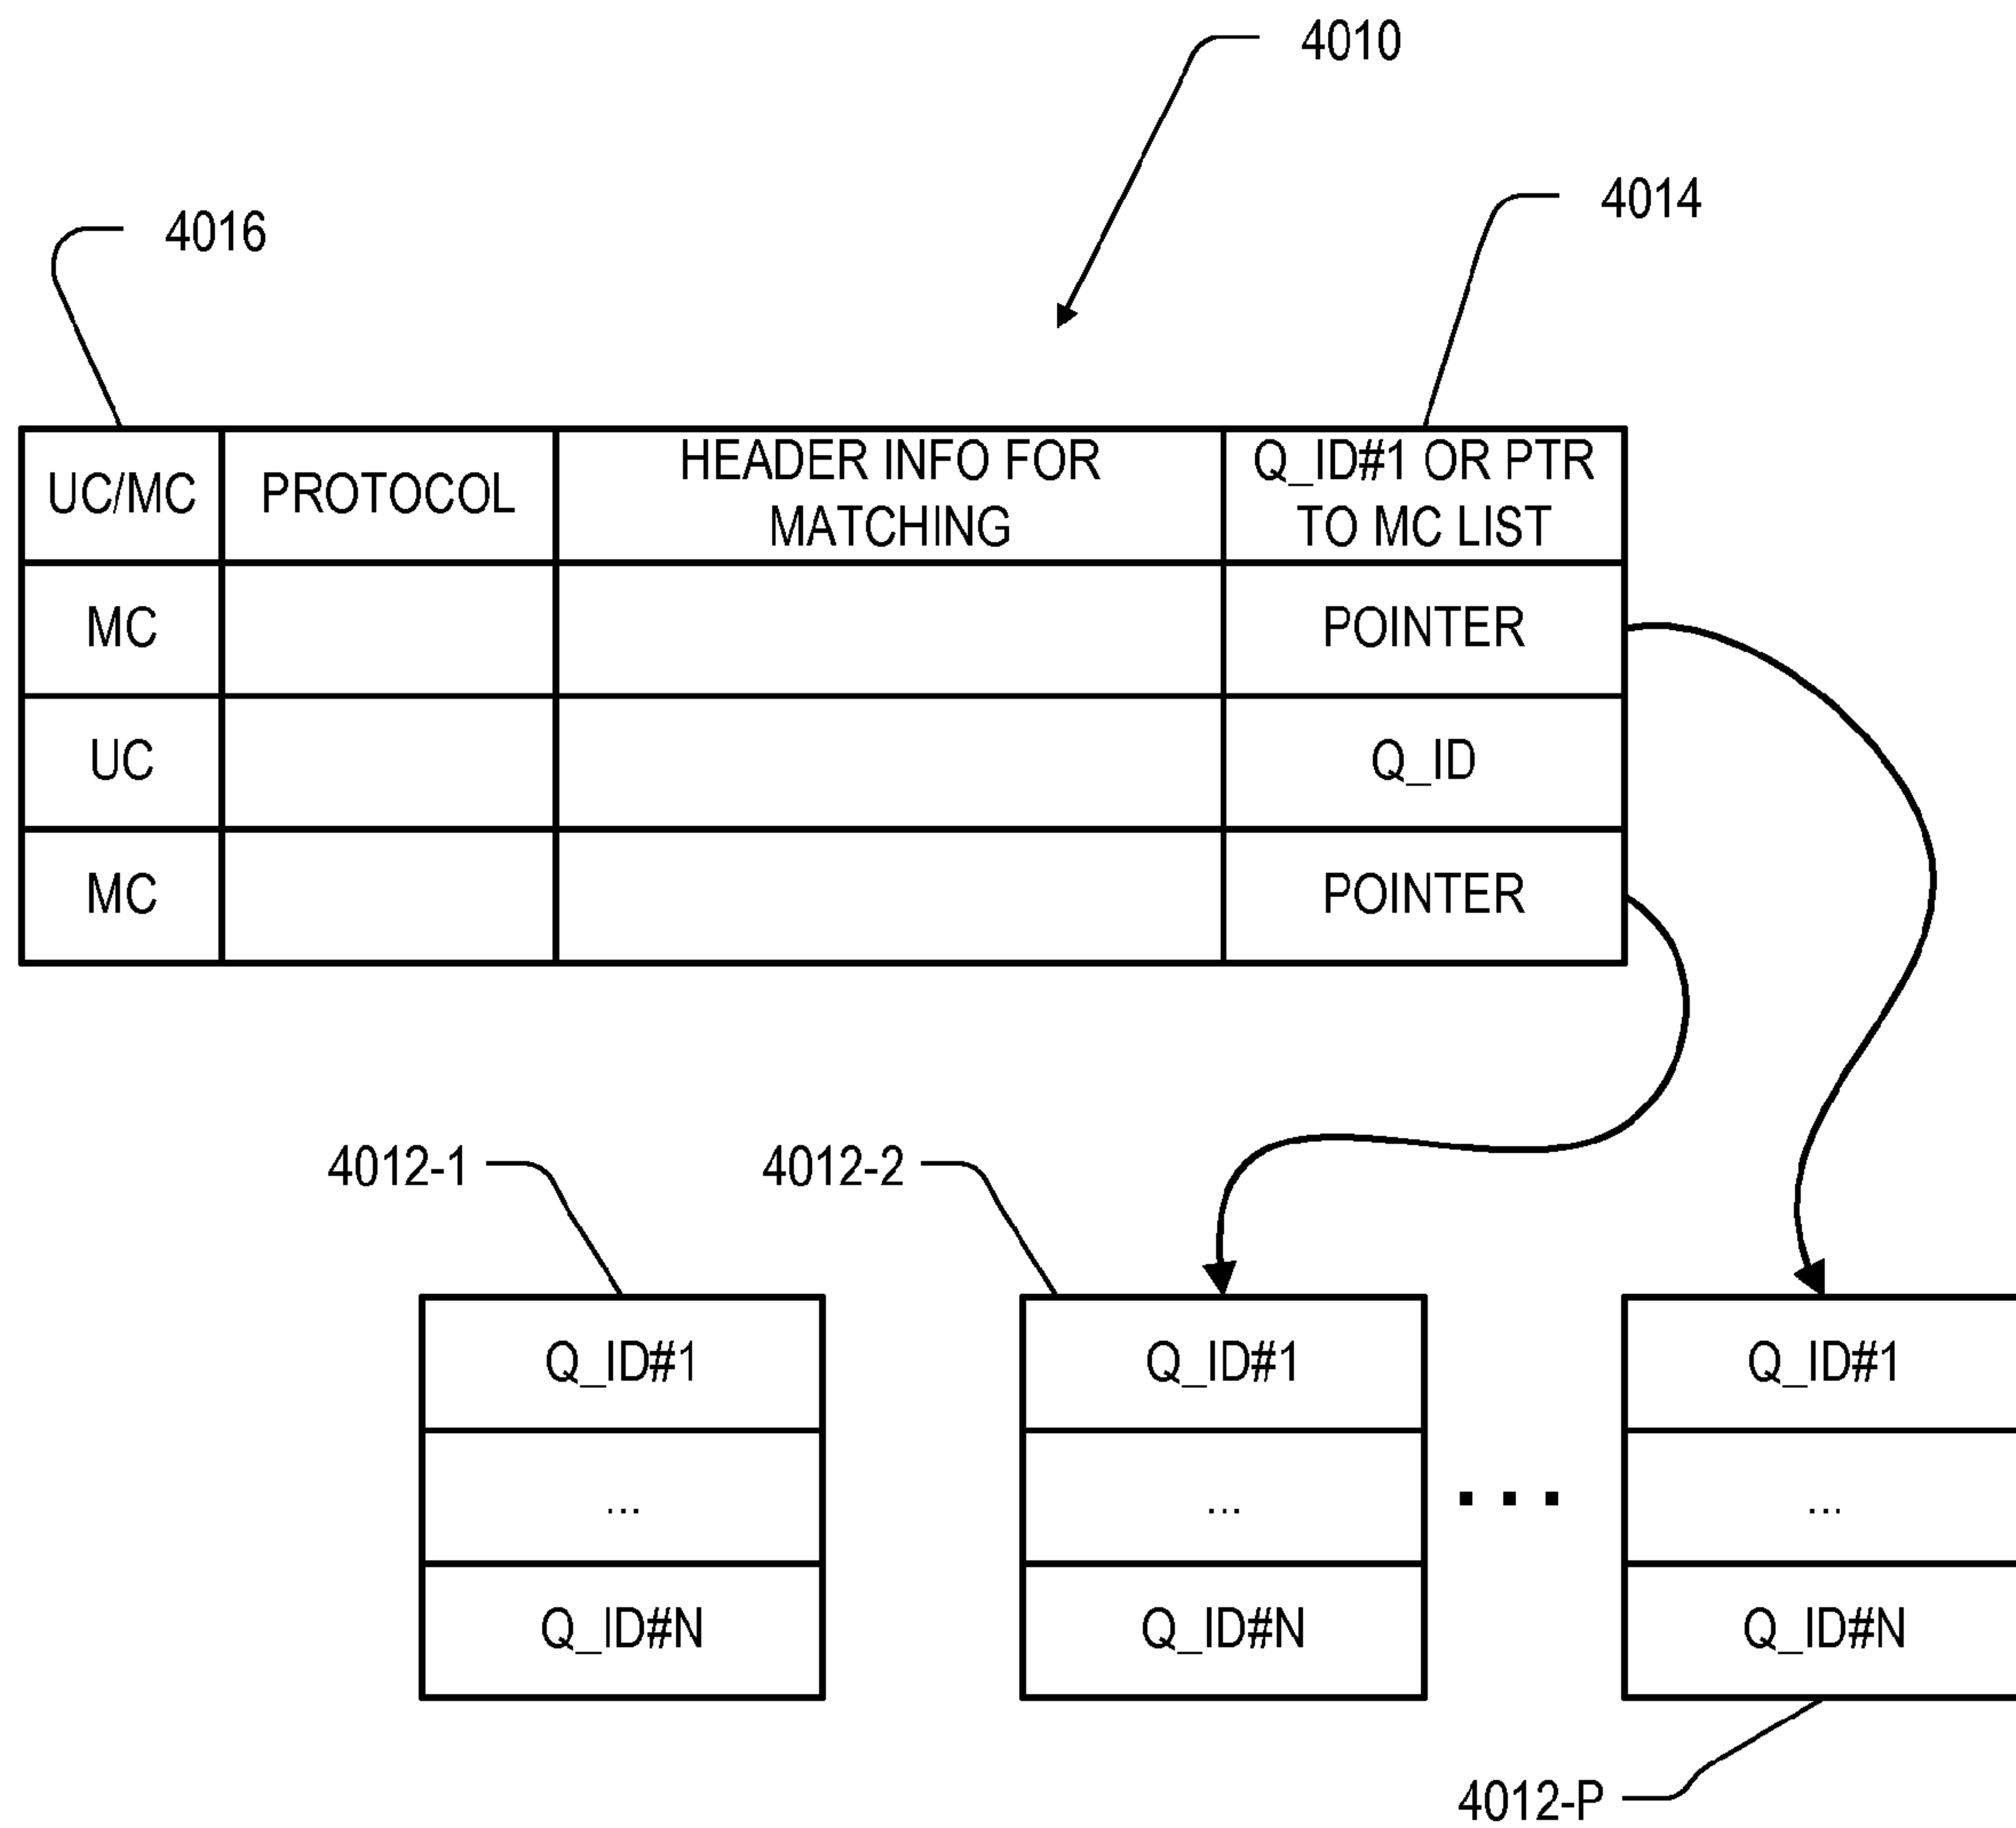 4010
4014
4016
UC/MC
PROTOCOL
HEADER INFO FOR
MATCHING
Q_ID#1 OR PTR
TO MC LIST
MC
POINTER
UC
Q_ID
MC
POINTER
4012-1
4012-2
Q_ID#1
Q_ID#1
Q_ID#1
...
...
...
...
Q_ID#N
Q_ID#N
Q_ID#N
4012-P